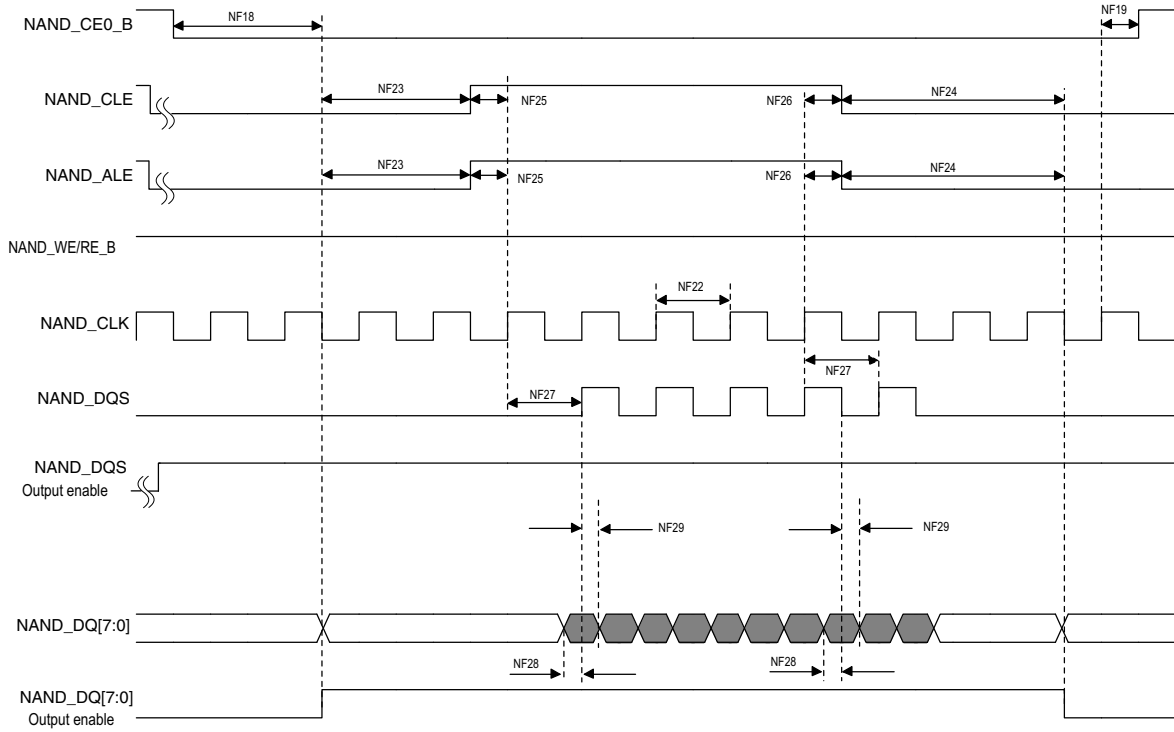 NF18
NF19
NAND_CE0_B
NF23
NF25
NF26
NF24
NAND_CLE
NF23
NF25
NF26
NF24
NAND_ALE
NAND_WE/RE_B
NF22
NAND_CLK
NF27
NF27
NAND_DQS
NAND_DQS
Output enable
NF29
NF29
NAND_DQ[7:0]
NF28
NF28
NAND_DQ[7:0]
Output enable